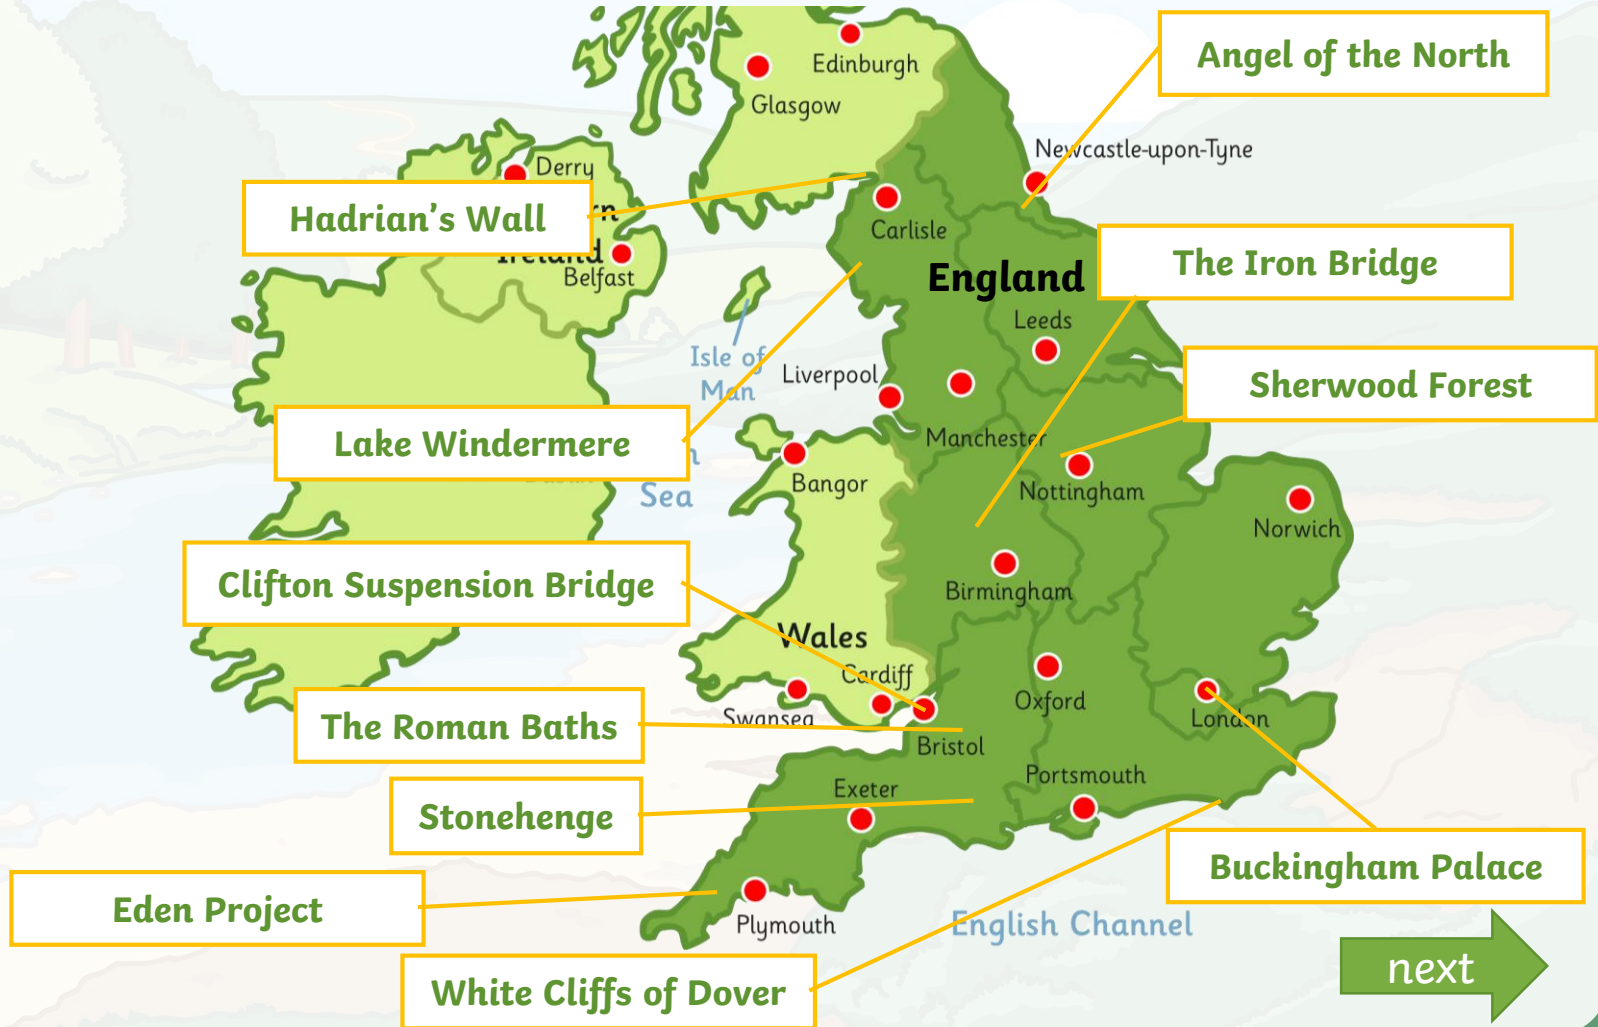 Angel of the North
Edinburgh
Glasgow
Newcastle-upon-Tyne
Derry
Hadrian's Wall
Carlisle
Ireland
Belfast
England
The Iron Bridge
Leeds
Isle of
Man
Liverpool
Sherwood Forest
Lake Windermere
Manchester
Sea
Bangor
Nottingham
Norwich
Clifton Suspension Bridge
Birmingham
Wales
Cardiff
Swansea
The Roman Baths
Bristol
Oxford
London
Portsmouth
Exeter
Stonehenge
Buckingham Palace
Eden Project
Plymouth
English Channel
White Cliffs of Dover
next